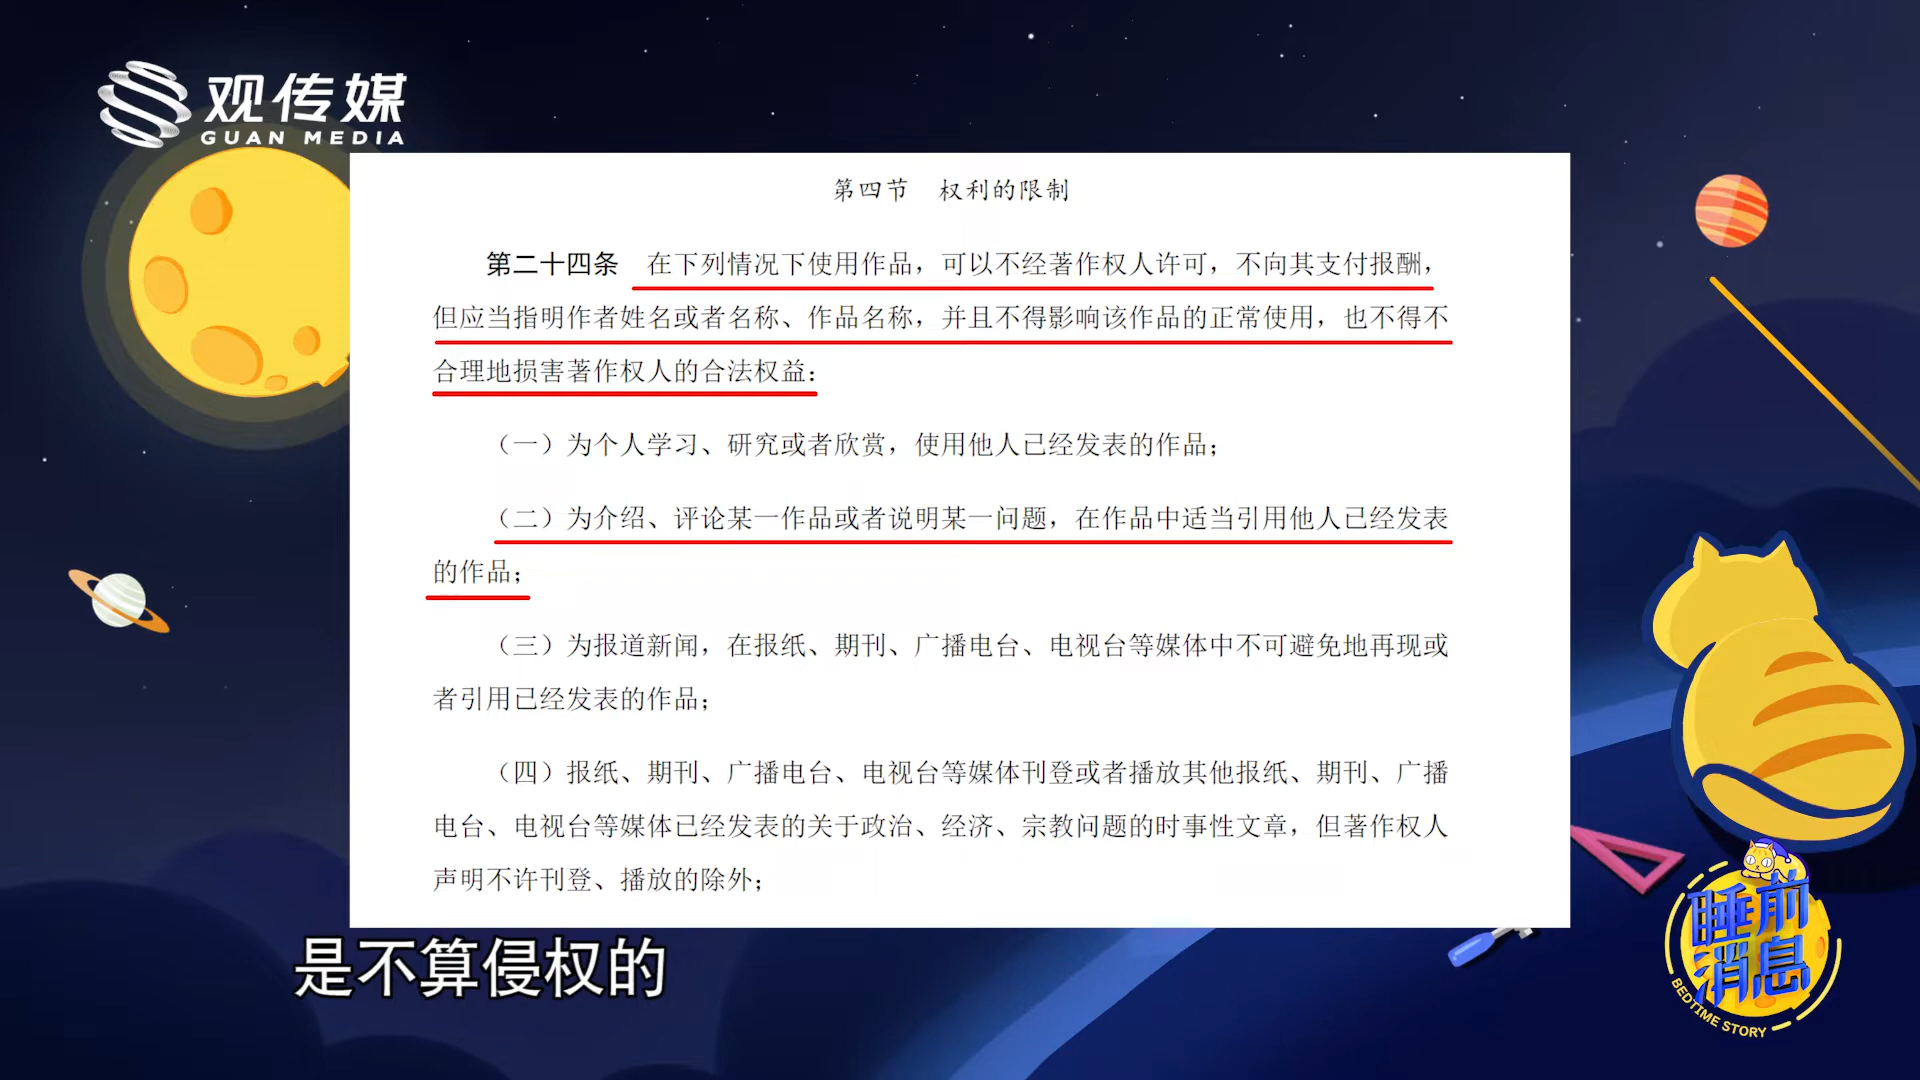 观传媒
GUAN MEDIA
第四节 权利的限制
第二十四条 在下列情况下使用作品，可以不经著作权人许可，不向其支付报酬，
但应当指明作者姓名或者名称、作品名称，并且不得影响该作品的正常使用，也不得不
合理地损害著作权人的合法权益：
（一）为个人学习、研究或者欣赏，使用他人已经发表的作品；
（二）为介绍、评论某一作品或者说明某一问题，在作品中适当引用他人已经发表
的作品；
（三）为报道新闻，在报纸、期刊、广播电台、电视台等媒体中不可避免地再现或
者引用已经发表的作品；
（四）报纸、期刊、广播电台、电视台等媒体刊登或者播放其他报纸、期刊、广播
电台、电视台等媒体已经发表的关于政治、经济、宗教问题的时事性文章，但著作权人
声明不许刊登、播放的除外；
是不算侵权的
睡前
消息
BEDTIME STORY